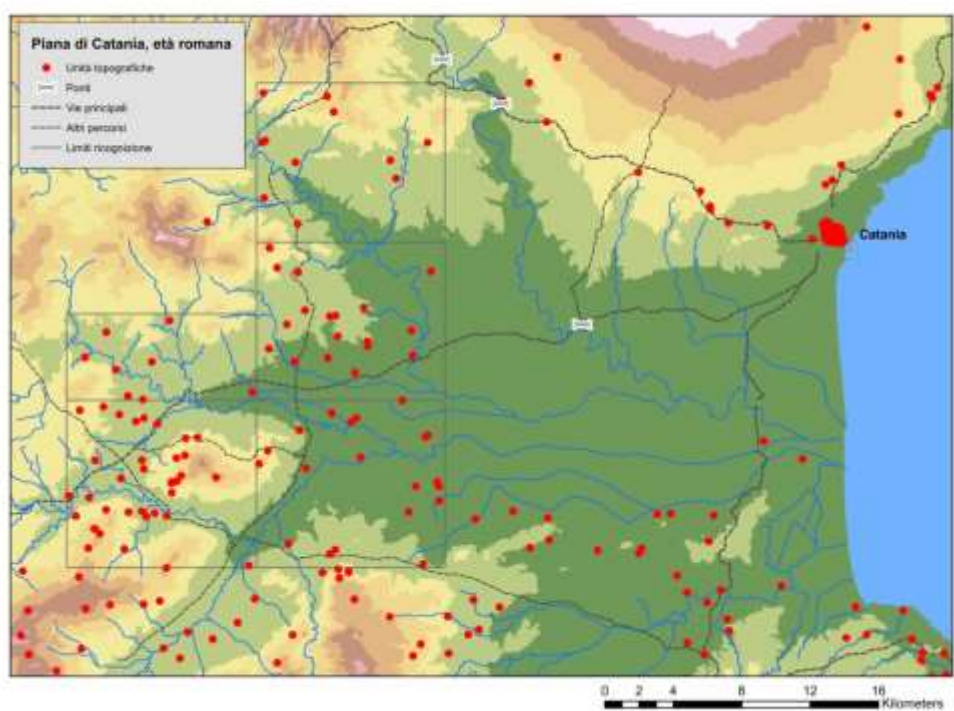 Piana di Catania, età romana
Unità topografiche
Ponti
Vie principali
Altri percorsi
Limiti ricognizione
Catania
0 2 4 8 12 16
Kilometers